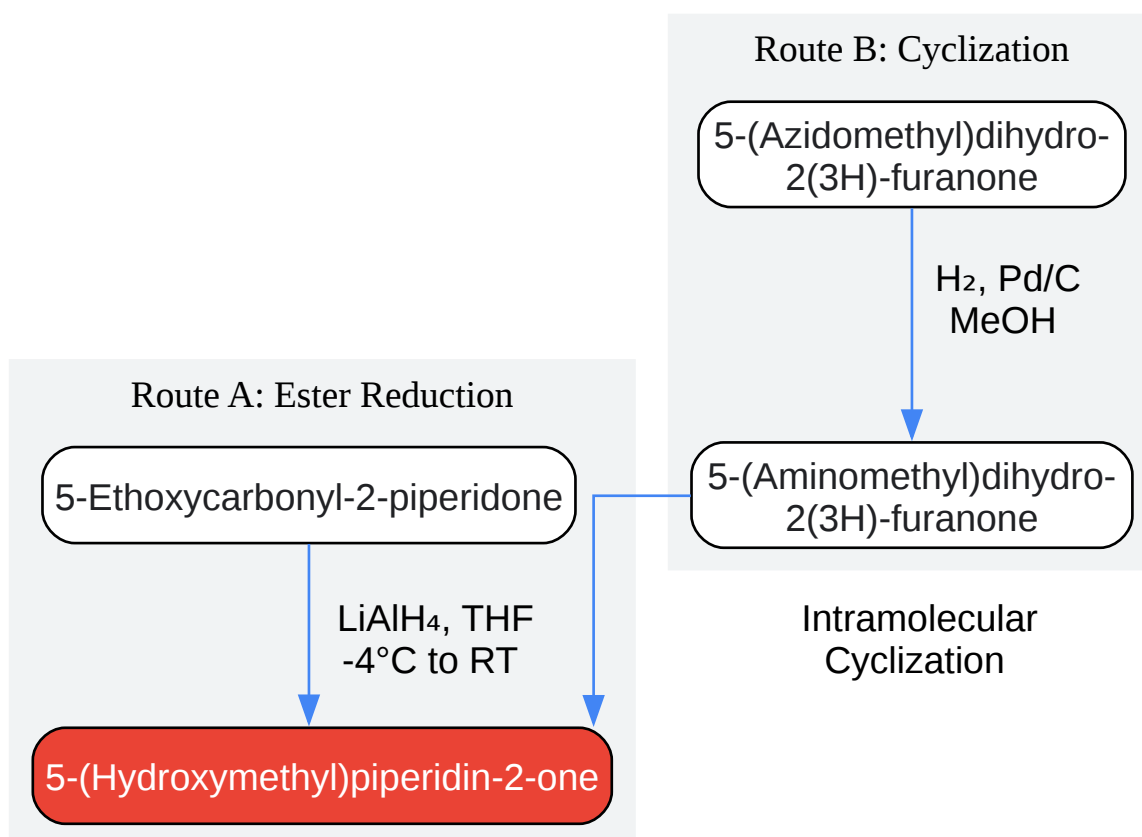 Route B: Cyclization
5-(Azidomethyl)dihydro-
2(3H)-furanone
H₂, Pd/C
MeOH
Route A: Ester Reduction
5-Ethoxycarbonyl-2-piperidone
5-(Aminomethyl)dihydro-
2(3H)-furanone
LiAlH₄, THF
-4°C to RT
Intramolecular
Cyclization
5-(Hydroxymethyl)piperidin-2-one